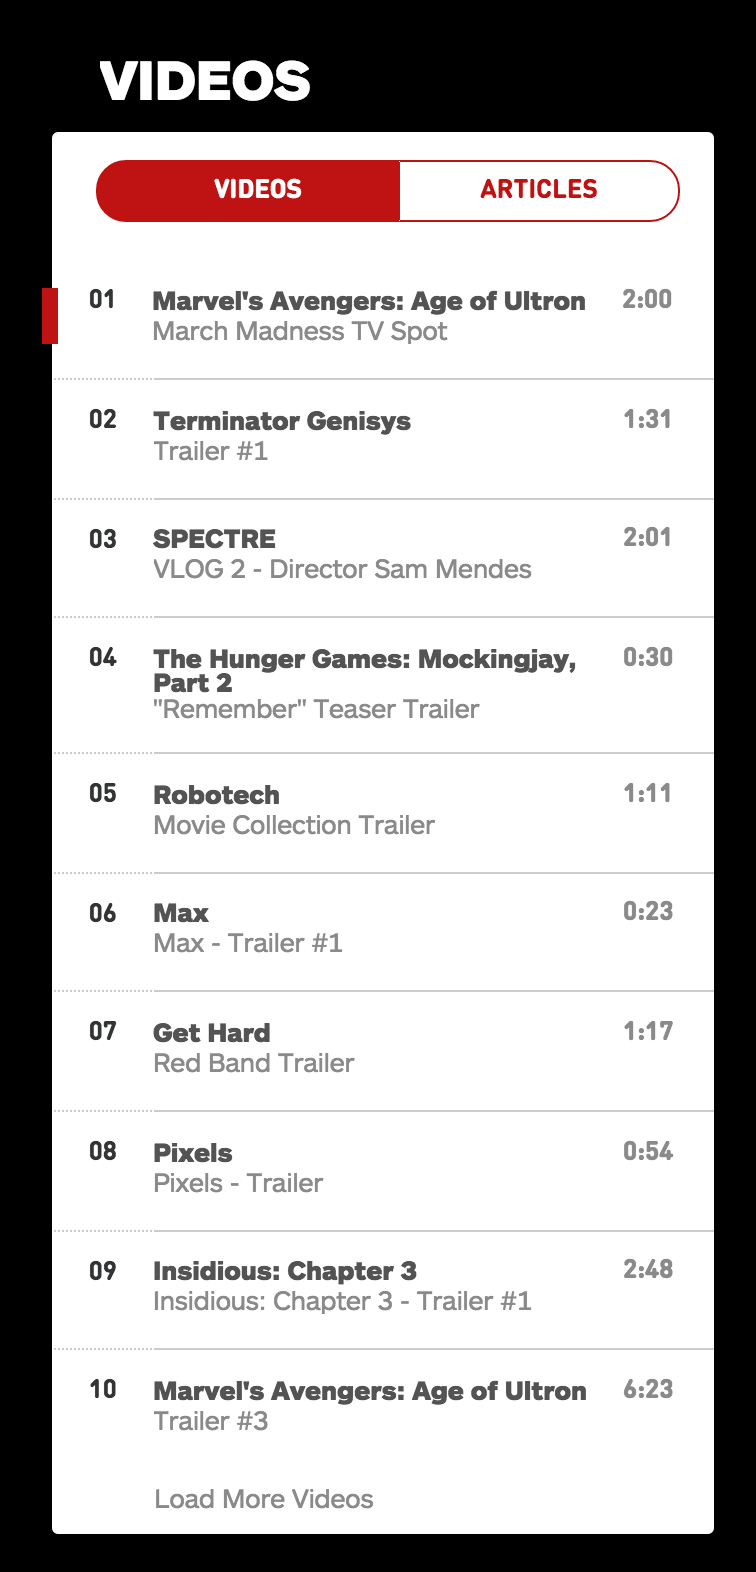 VIDEOS
VIDEOS ARTICLES
01 Marvel's Avengers: Age of Ultron 2:00
March Madness TV Spot
02 Terminator Genisys 1:31
Trailer #1
03 SPECTRE 2:01
VLOG 2 - Director Sam Mendes
04 The Hunger Games: Mockingjay, 0:30
Part 2
"Remember" Teaser Trailer
05 Robotech 1:11
Movie Collection Trailer
06 Max 0:23
Max - Trailer #1
07 Get Hard 1:17
Red Band Trailer
08 Pixels 0:54
Pixels - Trailer
09 Insidious: Chapter 3 2:48
Insidious: Chapter 3 - Trailer #1
10 Marvel's Avengers: Age of Ultron 6:23
Trailer #3
Load More Videos